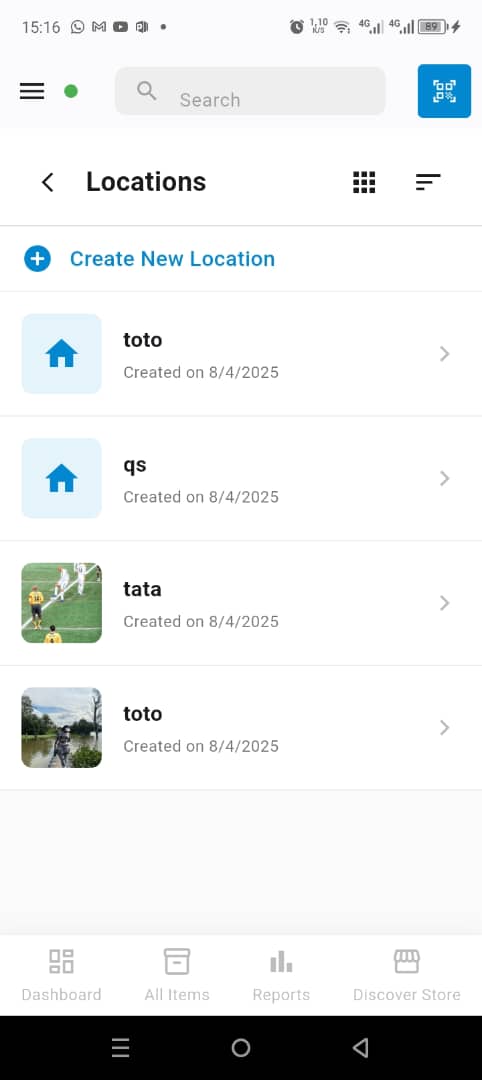 15:16
1,10 K/S 4G 4G 89
Search
Locations
Create New Location
toto
Created on 8/4/2025
qs
Created on 8/4/2025
tata
Created on 8/4/2025
toto
Created on 8/4/2025
Dashboard All Items Reports Discover Store